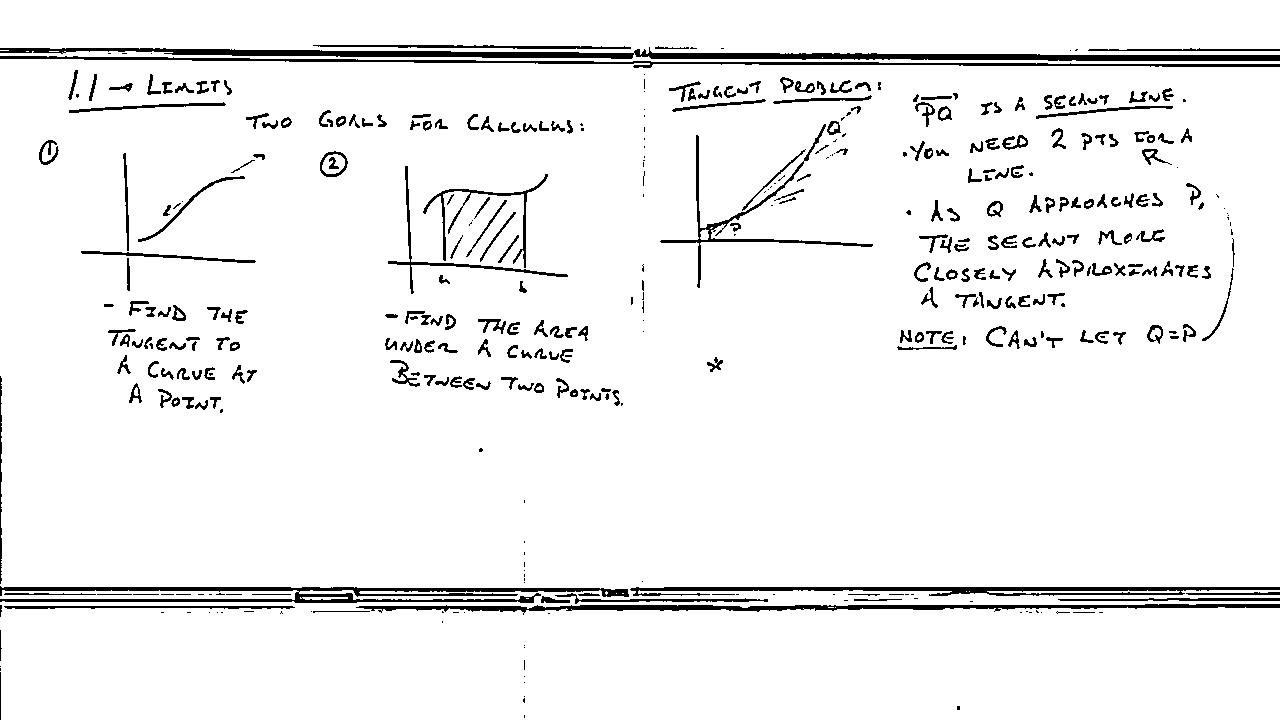 1.1 → LIMITS
TWO GOALS FOR CALCULUS:
①
- FIND THE
TANGENT TO
A CURVE AT
A POINT.
②
a b
- FIND THE AREA
UNDER A CURVE
BETWEEN TWO POINTS.
TANGENT PROBLEM:
Q
P
*
PQ IS A SECANT LINE.
• YOU NEED 2 PTS FOR A
LINE.
• AS Q APPROACHES P,
THE SECANT MORE
CLOSELY APPROXIMATES
A TANGENT.
NOTE: CAN'T LET Q=P